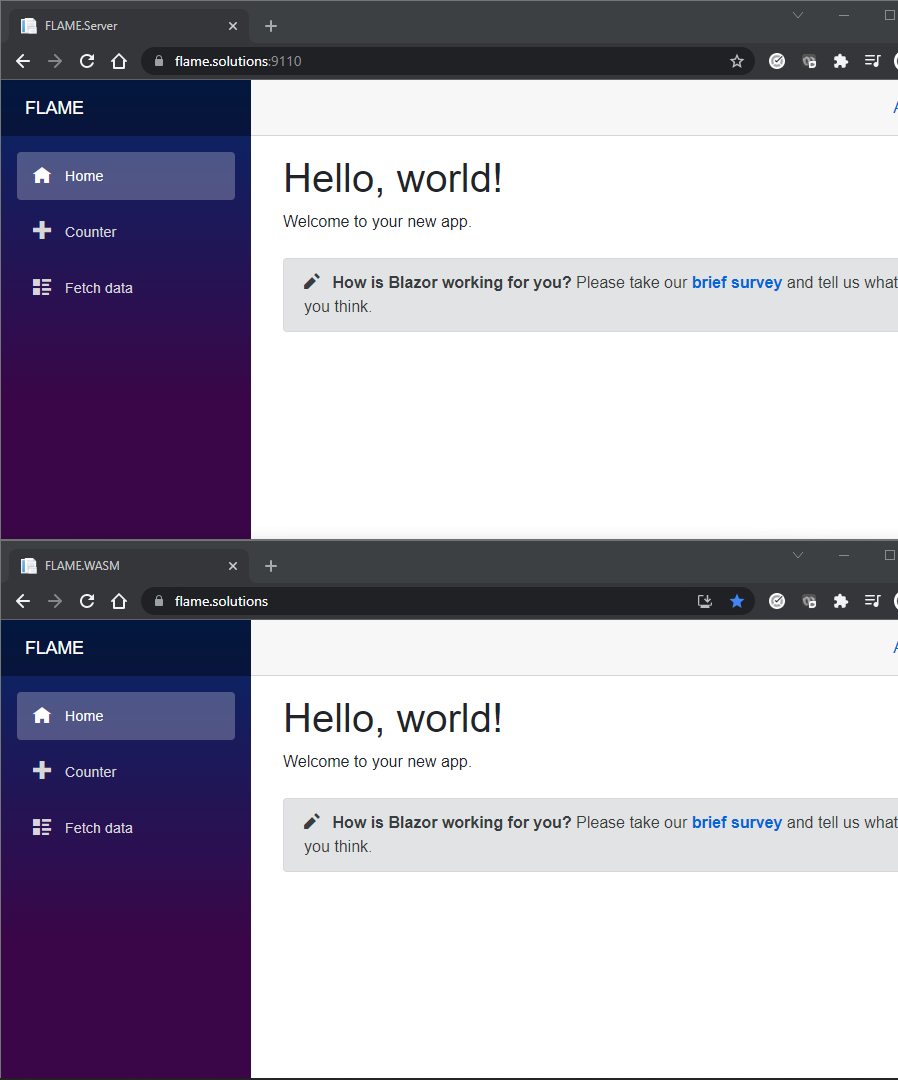 FLAME.Server
flame.solutions:9110
FLAME
A
Home
Hello, world!
Welcome to your new app.
Counter
How is Blazor working for you? Please take our brief survey and tell us what
you think.
Fetch data
FLAME.WASM
flame.solutions
FLAME
A
Home
Hello, world!
Welcome to your new app.
Counter
How is Blazor working for you? Please take our brief survey and tell us what
you think.
Fetch data